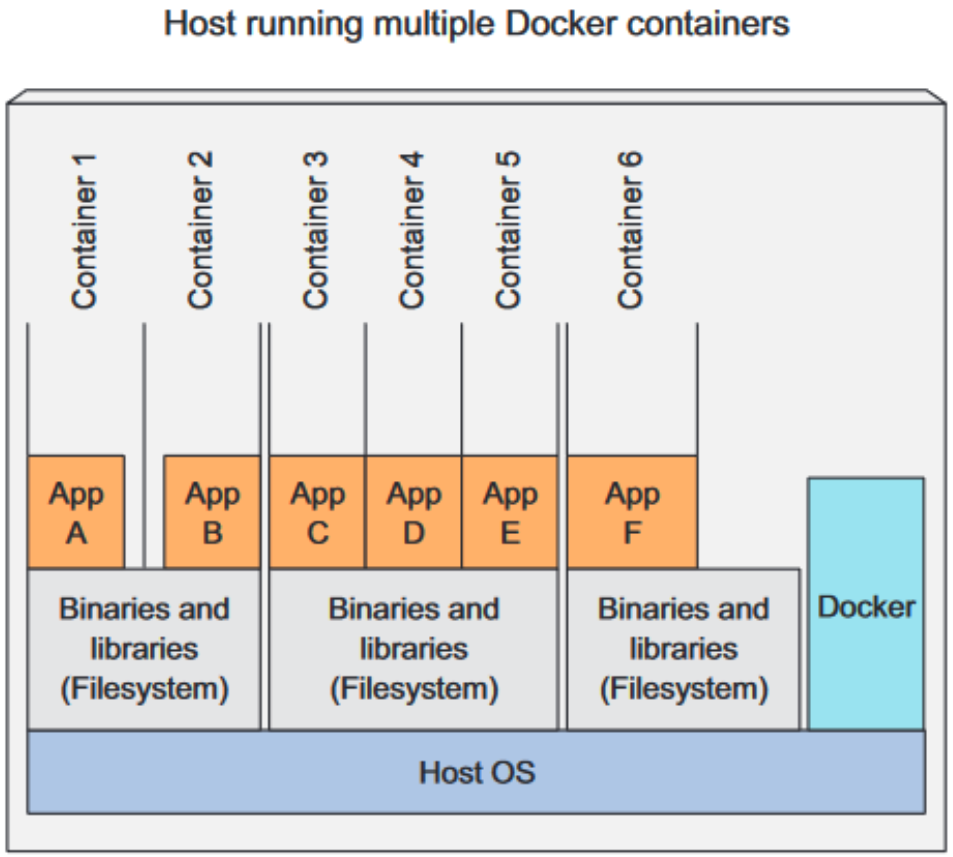 Host running multiple Docker containers
Container 1
Container 2
Container 3
Container 4
Container 5
Container 6
App
A
App
B
App
C
App
D
App
E
App
F
Binaries and
libraries
(Filesystem)
Binaries and
libraries
(Filesystem)
Binaries and
libraries
(Filesystem)
Docker
Host OS